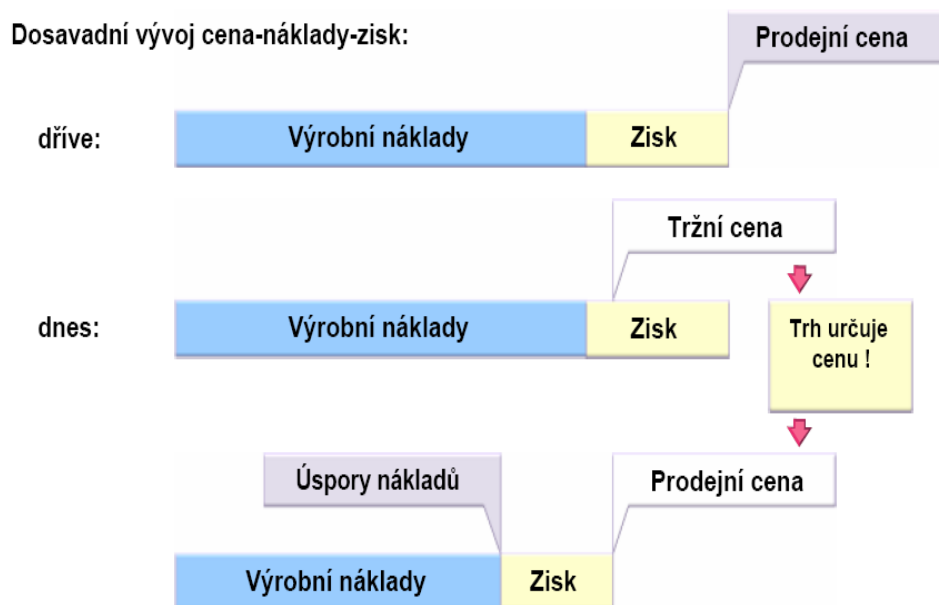 Dosavadní vývoj cena-náklady-zisk:
Prodejní cena
dříve:
Výrobní náklady
Zisk
Tržní cena
dnes:
Výrobní náklady
Zisk
Trh určuje
cenu !
Úspory nákladů
Prodejní cena
Výrobní náklady
Zisk